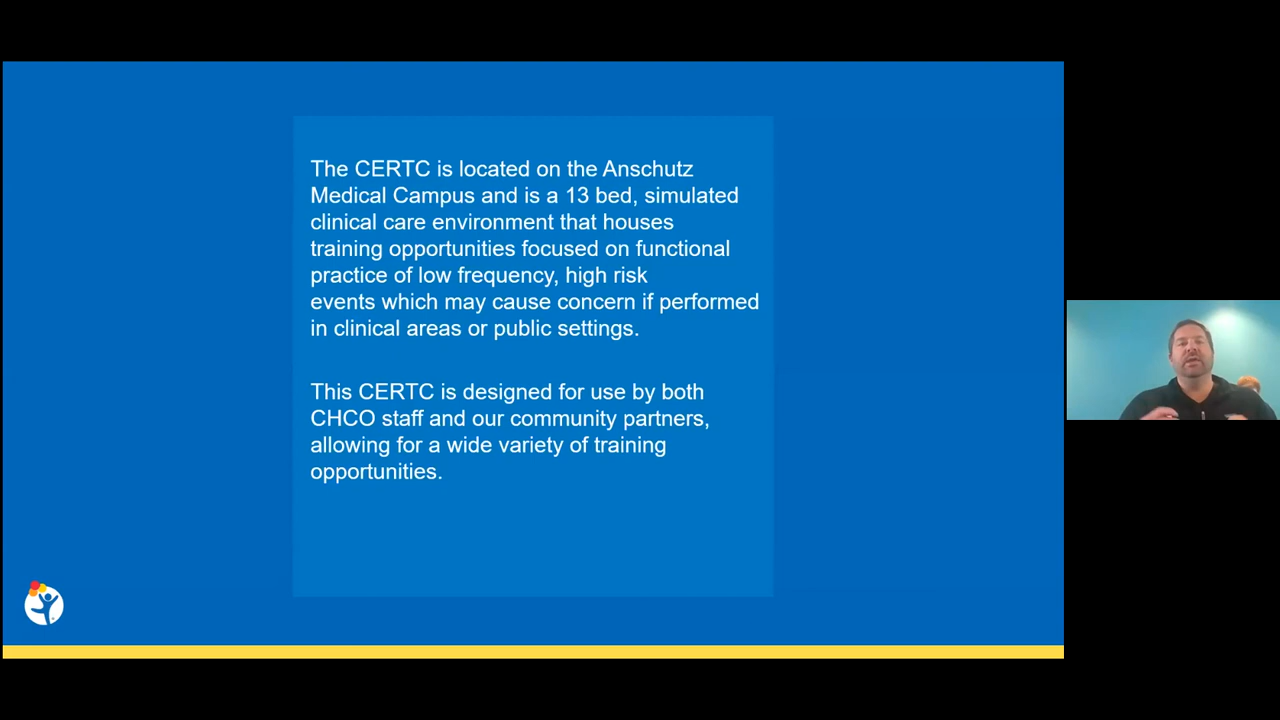 The CERTC is located on the Anschutz
Medical Campus and is a 13 bed, simulated
clinical care environment that houses
training opportunities focused on functional
practice of low frequency, high risk
events which may cause concern if performed
in clinical areas or public settings.
This CERTC is designed for use by both
CHCO staff and our community partners,
allowing for a wide variety of training
opportunities.